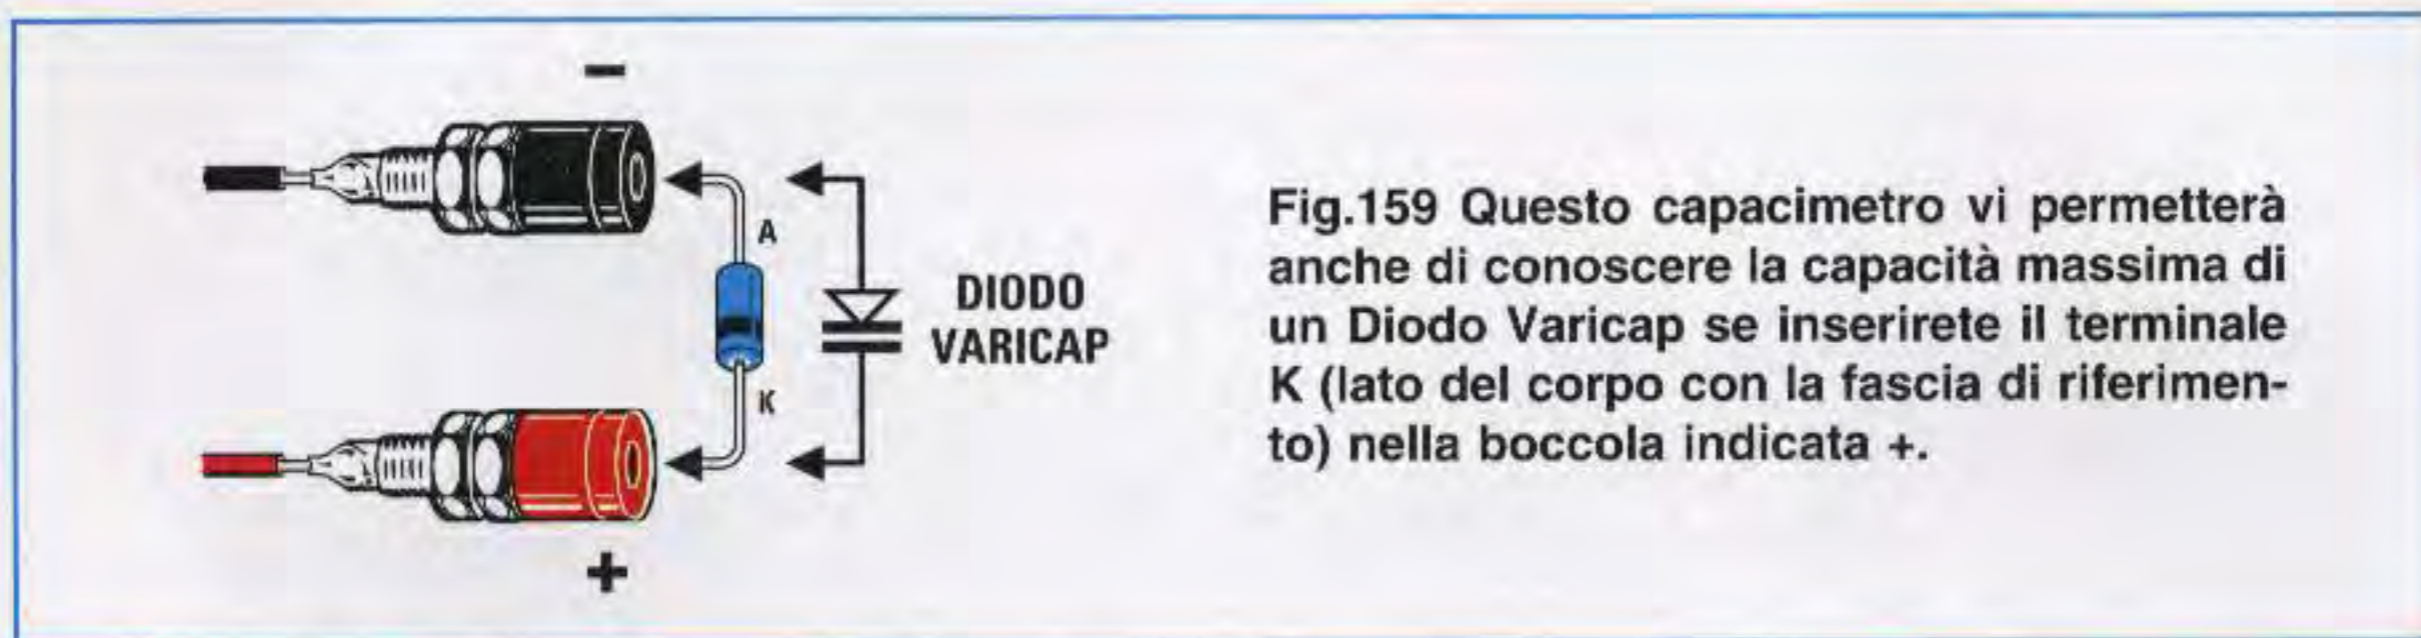 −
A
K
DIODO
VARICAP
+
Fig.159 Questo capacimetro vi permetterà
anche di conoscere la capacità massima di
un Diodo Varicap se inserirete il terminale
K (lato del corpo con la fascia di riferimen-
to) nella boccola indicata +.